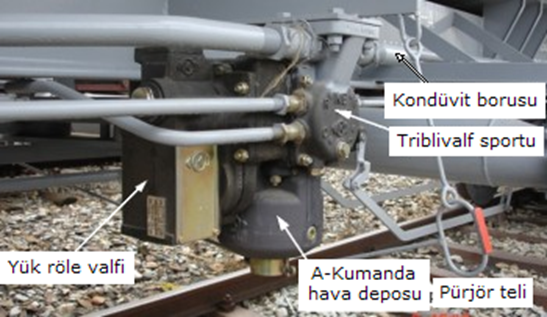 Kondüvit borusu
Triblivalf sportu
Yük röle valfi
A-Kumanda
hava deposu
Pürjör teli